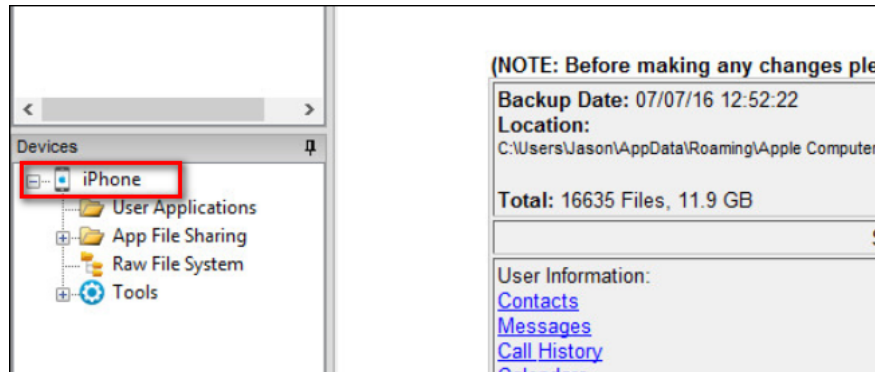 Devices
iPhone
User Applications
App File Sharing
Raw File System
Tools
(NOTE: Before making any changes
Backup Date: 07/07/16 12:52:22
Location:
C:\Users\Jason\AppData\Roaming\Apple Computer
Total: 16635 Files, 11.9 GB
User Information:
Contacts
Messages
Call History